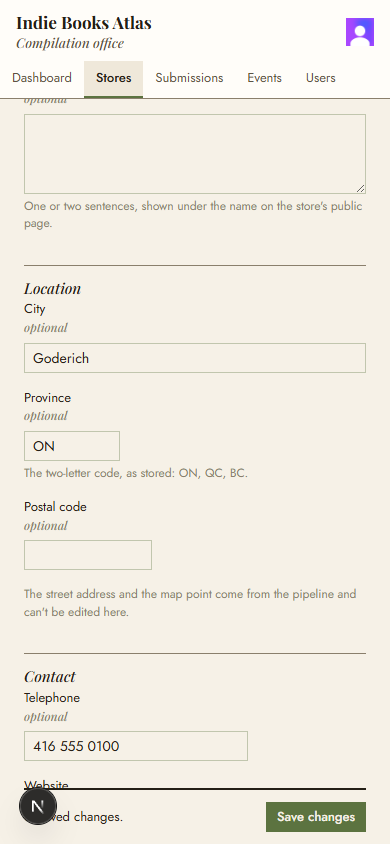 Indie Books Atlas
Compilation office
Dashboard
Stores
Submissions
Events
Users
optional
One or two sentences, shown under the name on the store's public
page.
Location
City
optional
Goderich
Province
optional
ON
The two-letter code, as stored: ON, QC, BC.
Postal code
optional
The street address and the map point come from the pipeline and
can't be edited here.
Contact
Telephone
optional
416 555 0100
Website
N
changes.
Save changes